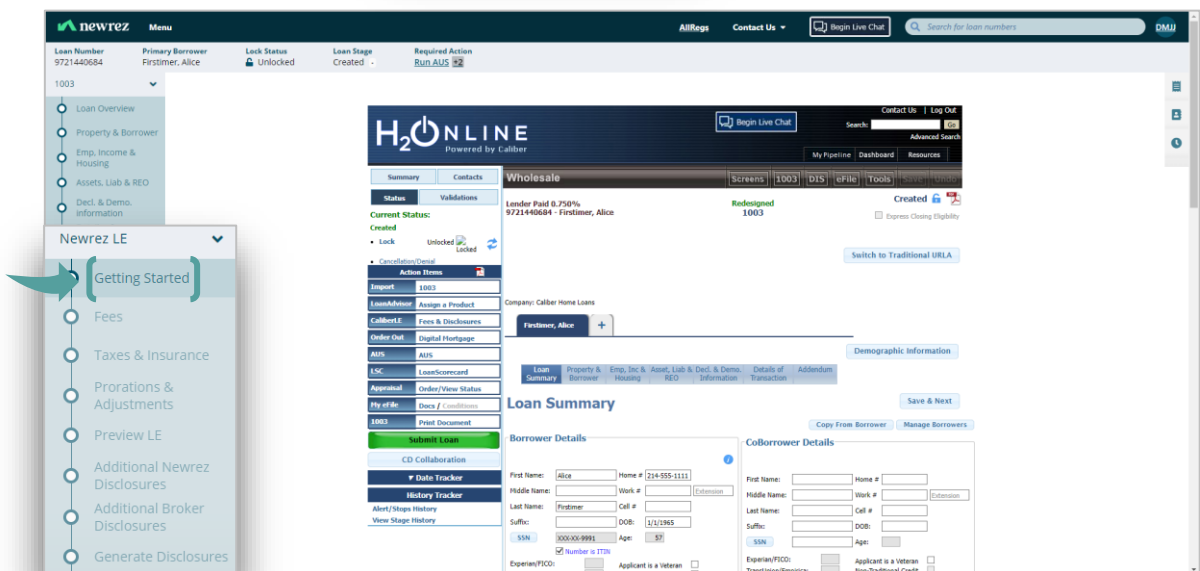 newrez Menu AllRegs Contact Us Begin Live Chat Search for loan numbers DMJJ
Loan Number Primary Borrower Lock Status Loan Stage Required Action
9721440684 Firstimer, Alice Unlocked Created Run AUS +2
1003
Loan Overview
Property & Borrower
Emp, Income &
Housing
Assets, Liab & REO
Decl. & Demo.
Information
Newrez LE
Getting Started
Fees
Taxes & Insurance
Prorations &
Adjustments
Preview LE
Additional Newrez
Disclosures
Additional Broker
Disclosures
Generate Disclosures
Contact Us | Log Out
H2ONLINE
Powered by Caliber
Begin Live Chat
Search: Go
Advanced Search
My Pipeline Dashboard Resources
Summary Contacts
Status Validations
Current Status:
Created
Lock Unlocked Locked
Cancellation/Denial
Action Items
Import 1003
LoanAdvisor Assign a Product
CaliberLE Fees & Disclosures
Order Out Digital Mortgage
AUS AUS
LSC LoanScorecard
Appraisal Order/View Status
My eFile Docs / Conditions
1003 Print Document
Submit Loan
CD Collaboration
Date Tracker
History Tracker
Alert/Stops History
View Stage History
Wholesale Screens 1003 DIS eFile Tools Save Undo
Lender Paid 0.750% Redesigned Created
9721440684 - Firstimer, Alice 1003 Express Closing Eligibility
Switch to Traditional URLA
Company: Caliber Home Loans
Firstimer, Alice +
Demographic Information
Loan Property & Emp, Inc & Asset, Liab & Decl. & Demo. Details of Addendum
Summary Borrower Housing REO Information Transaction
Loan Summary Save & Next
Copy From Borrower Manage Borrowers
Borrower Details
First Name: Alice Home # 214-555-1111
Middle Name: Work # Extension
Last Name: Firstimer Cell #
Suffix: DOB: 1/1/1965
SSN XXX-XX-9991 Age: 57
Number is ITIN
Experian/FICO: Applicant is a Veteran
CoBorrower Details
First Name: Home #
Middle Name: Work # Extension
Last Name: Cell #
Suffix: DOB:
SSN Age:
Experian/FICO: Applicant is a Veteran
TransUnion/Empirica: Non-Traditional Credit